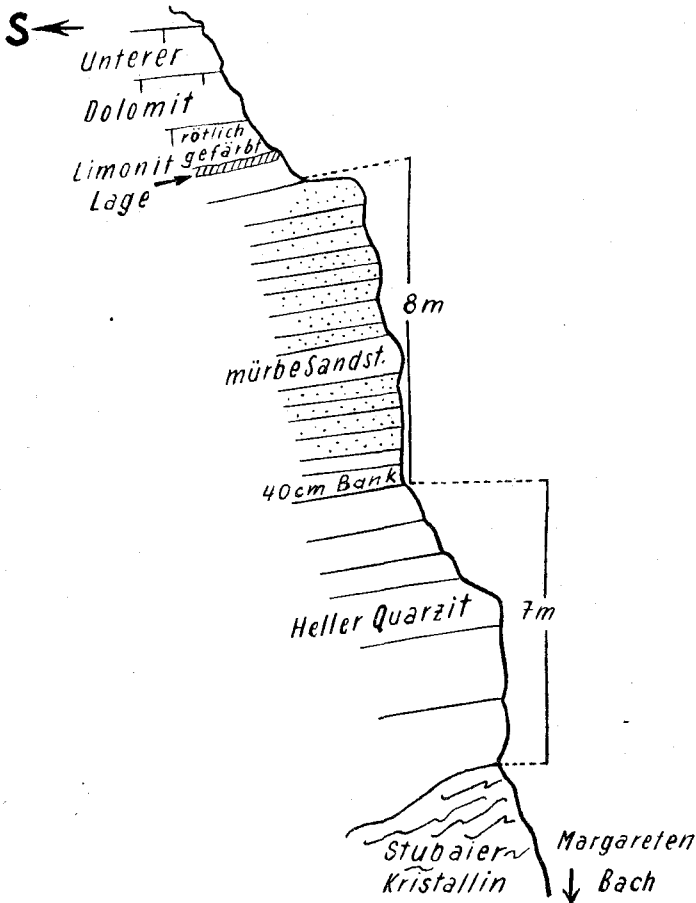 S
Unterer
Dolomit
rötlich
gefärbt
Limonit
Lage
8m
mürbe Sandst.
40cm Bank
Heller Quarzit
7m
Stubaier
Kristallin
Margareten
Bach